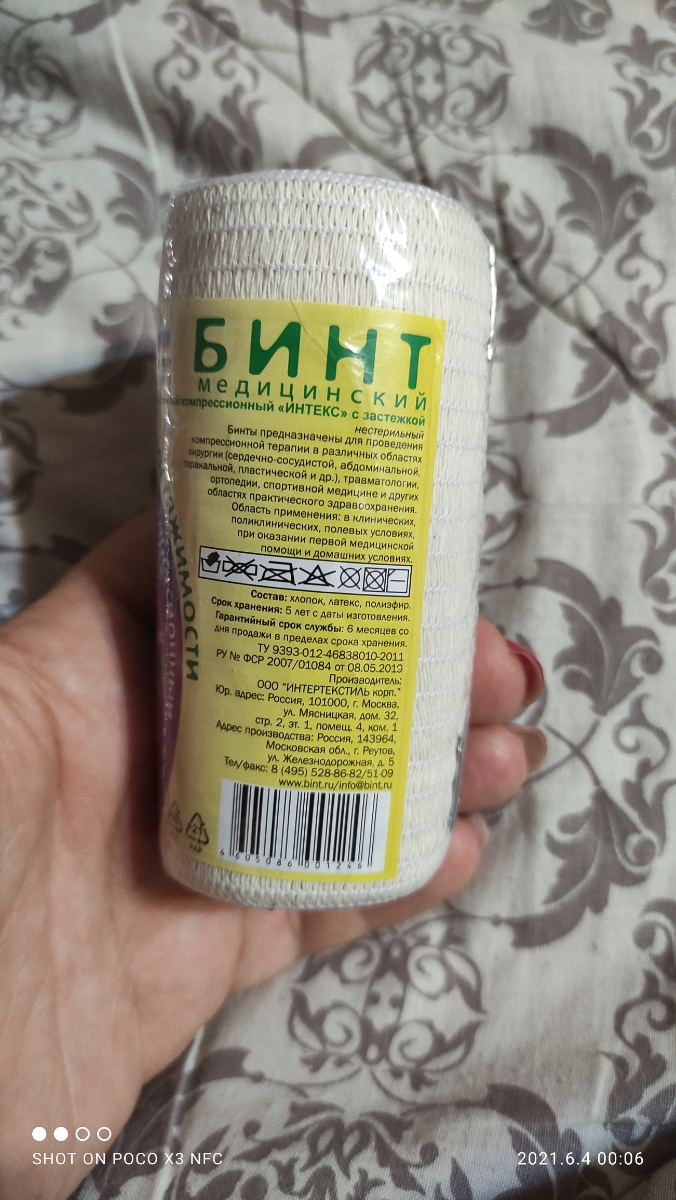 БИНТ
медицинский
компрессионный «ИНТЕКС» с застежкой
нестерильный
Бинты предназначены для проведения
компрессионной терапии в различных областях
хирургии (сердечно-сосудистой, абдоминальной,
торакальной, пластической и др.), травматологии,
ортопедии, спортивной медицине и других
областях практического здравоохранения.
Область применения: в клинических,
поликлинических, полевых условиях,
при оказании первой медицинской
помощи и домашних условиях.
Состав: хлопок, латекс, полиэфир.
Срок хранения: 5 лет с даты изготовления.
Гарантийный срок службы: 6 месяцев со
дня продажи в пределах срока хранения.
ТУ 9393-012-46838010-2011
РУ № ФСР 2007/01084 от 08.05.2019
Производитель:
ООО "ИНТЕРТЕКСТИЛЬ корп."
Юр. адрес: Россия, 101000, г. Москва,
ул. Мясницкая, дом. 32,
стр. 2, эт. 1, помещ. 4, ком. 1
Адрес производства: Россия, 143964,
Московская обл., г. Реутов,
ул. Железнодорожная, д. 5
Тел/факс: 8 (495) 528-86-82/51-09
www.bint.ru/info@bint.ru
4 605086 001246
21
PAP
SHOT ON POCO X3 NFC
2021.6.4 00:06